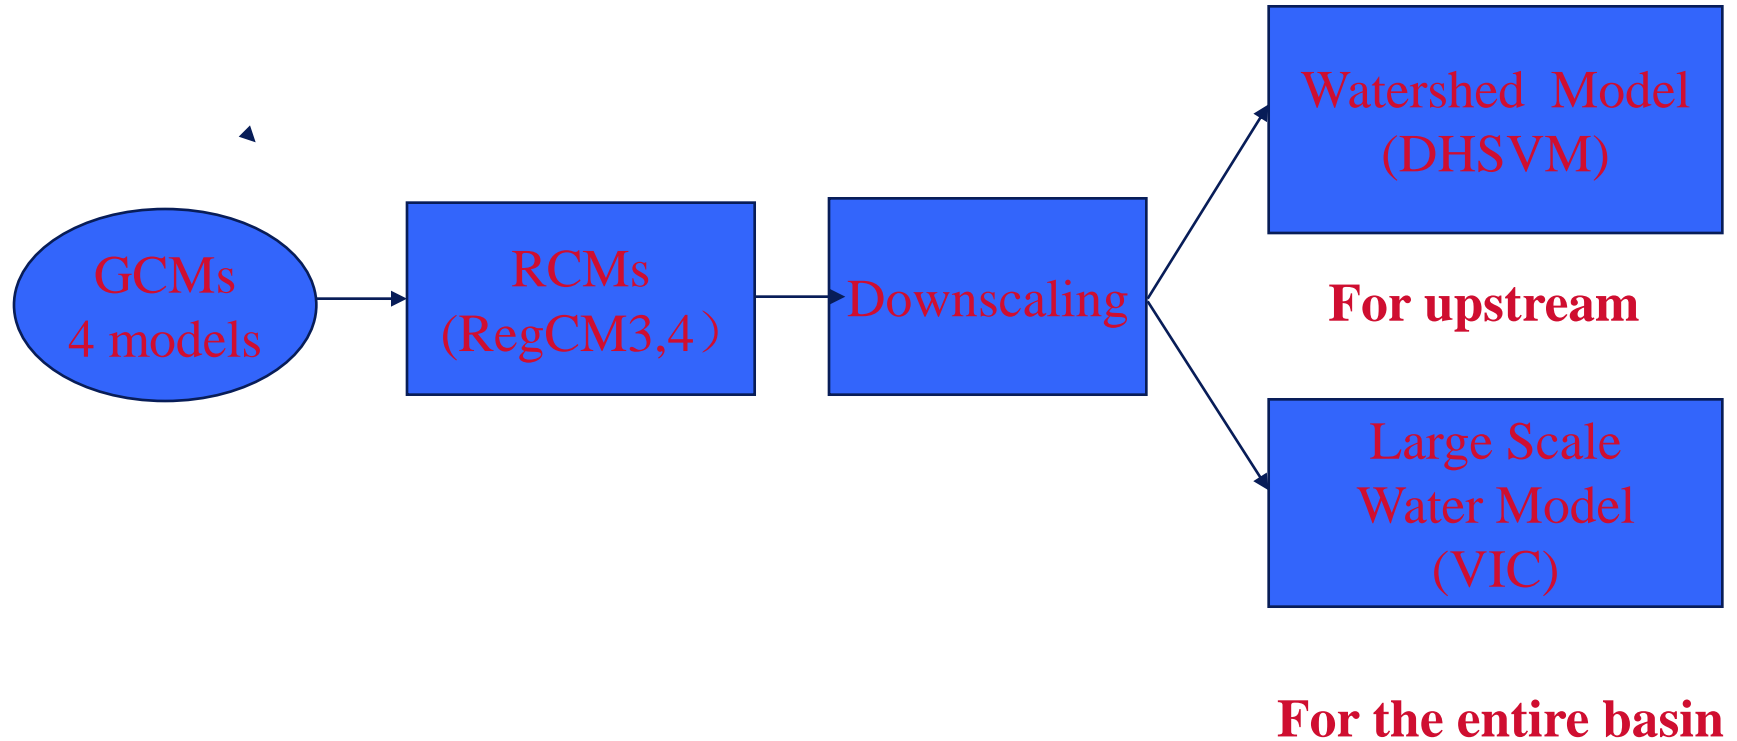 GCMs
4 models
RCMs
(RegCM3,4）
Downscaling
Watershed  Model
(DHSVM)
For upstream
Large Scale
Water Model
(VIC)
For the entire basin